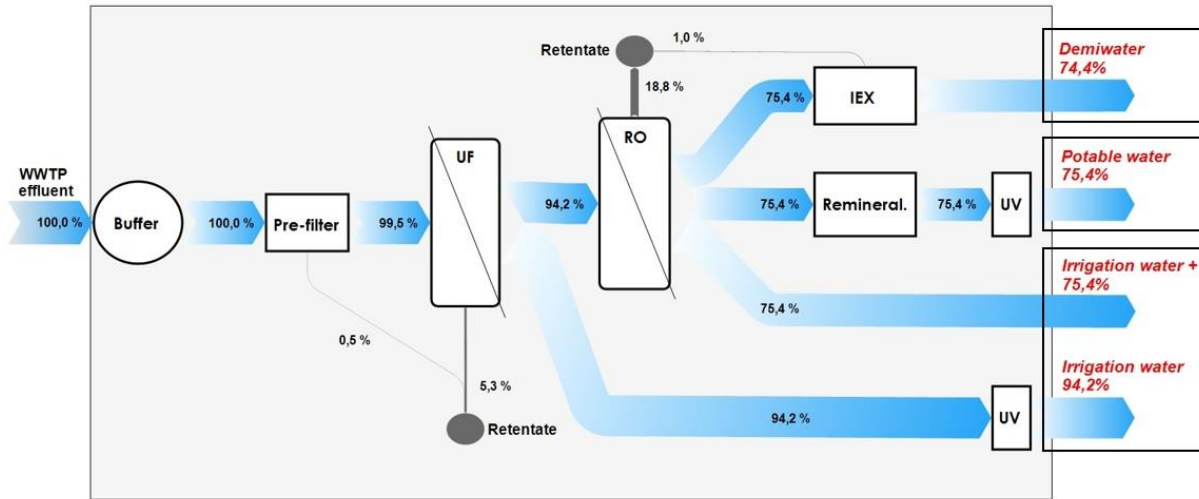 WWTP
effluent
100,0 %
Buffer
100,0 %
Pre-filter
0,5 %
99,5 %
UF
5,3 %
Retentate
94,2 %
RO
18,8 %
Retentate
1,0 %
75,4 %
IEX
Demiwater
74,4%
75,4 %
Remineral.
75,4 %
UV
Potable water
75,4%
75,4 %
Irrigation water +
75,4%
94,2 %
UV
Irrigation water
94,2%